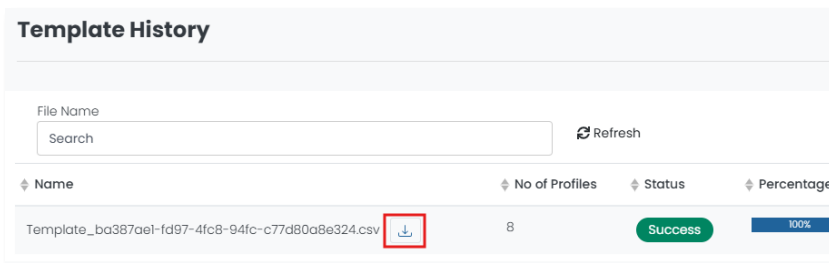 Template History
File Name
Search
Refresh
Name No of Profiles Status Percentage
Template_ba387ae1-fd97-4fc8-94fc-c77d80a8e324.csv 8 Success 100%